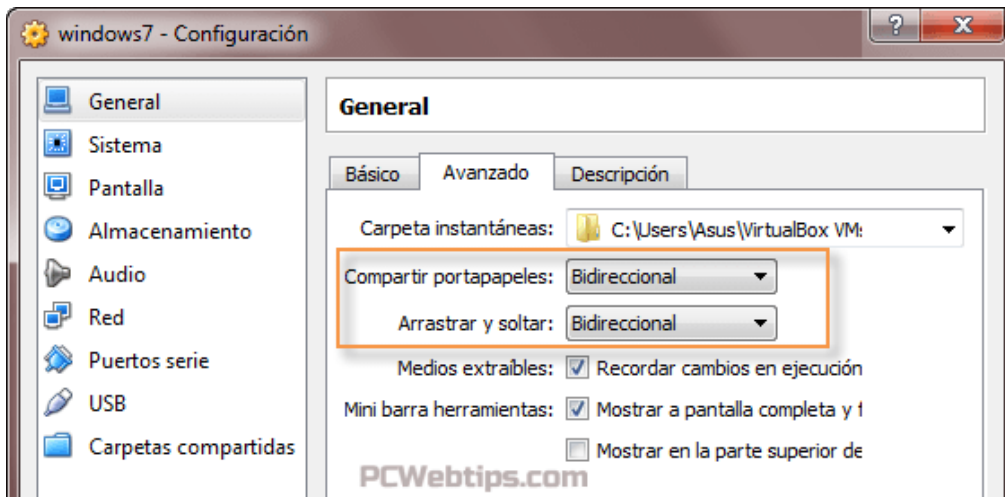 windows7 - Configuración
General
Sistema
Pantalla
Almacenamiento
Audio
Red
Puertos serie
USB
Carpetas compartidas
General
Básico Avanzado Descripción
Carpeta instantáneas: C:\Users\Asus\VirtualBox VMs
Compartir portapapeles: Bidireccional
Arrastrar y soltar: Bidireccional
Medios extraíbles: Recordar cambios en ejecución
Mini barra herramientas: Mostrar a pantalla completa y
Mostrar en la parte superior de
PCWebtips.com